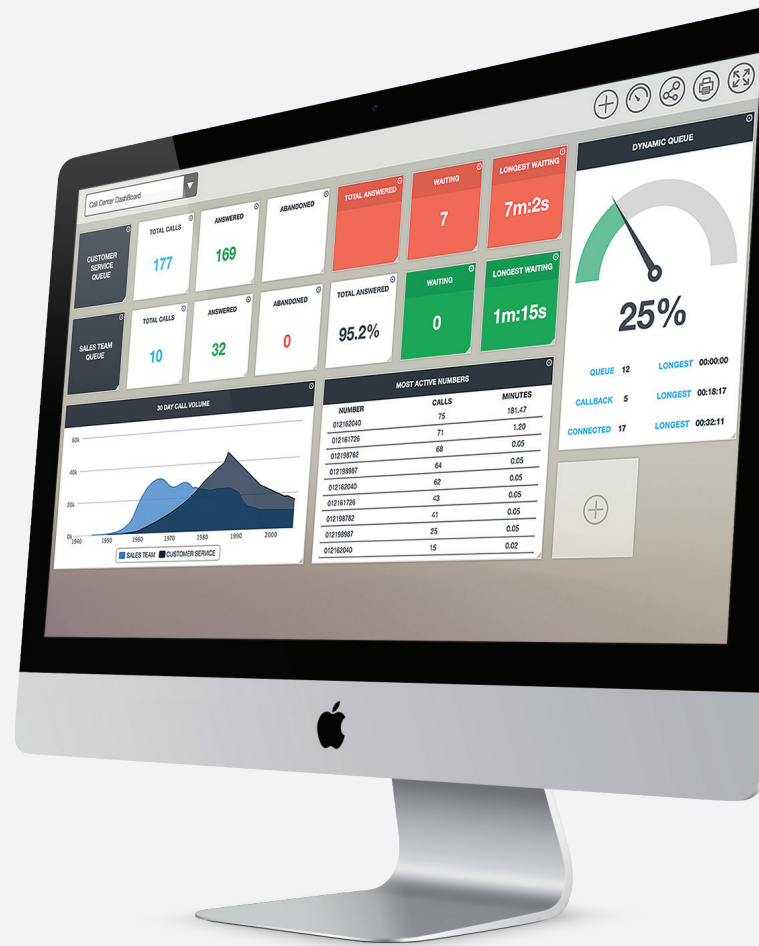 Call Center DashBoard
CUSTOMER
SERVICE
QUEUE
TOTAL CALLS
177
ANSWERED
169
ABANDONED
TOTAL ANSWERED
WAITING
7
LONGEST WAITING
7m:2s
SALES TEAM
QUEUE
TOTAL CALLS
10
ANSWERED
32
ABANDONED
0
TOTAL ANSWERED
95.2%
WAITING
0
LONGEST WAITING
1m:15s
DYNAMIC QUEUE
25%
QUEUE 12 LONGEST 00:00:00
CALLBACK 5 LONGEST 00:18:17
CONNECTED 17 LONGEST 00:32:11
30 DAY CALL VOLUME
60k
40k
20k
0k
1940 1950 1960 1970 1980 1990 2000
SALES TEAM CUSTOMER SERVICE
MOST ACTIVE NUMBERS
NUMBER CALLS MINUTES
012162040 75 181.47
012161726 71 1.20
012198782 68 0.05
012198987 64 0.05
012162040 62 0.05
012161726 43 0.05
012198782 41 0.05
012198987 25 0.05
012162040 15 0.02